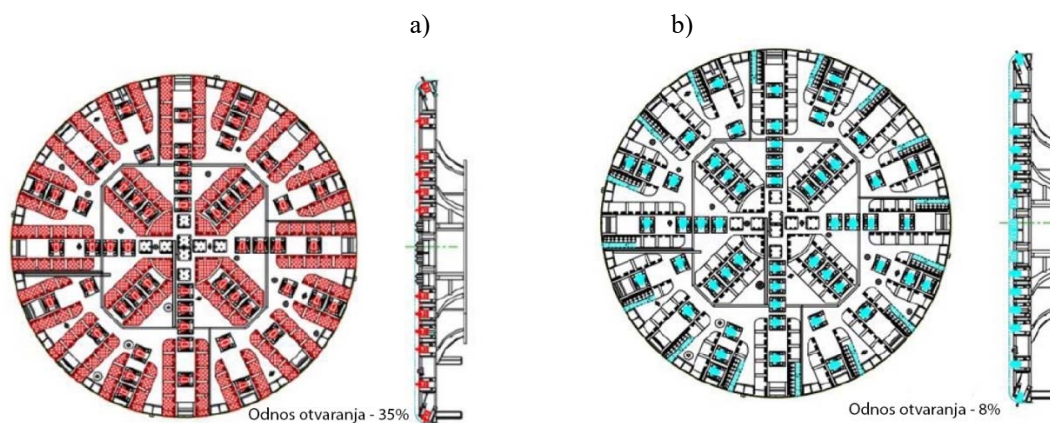 a)
b)
Odnos otvaranja - 35%
Odnos otvaranja - 8%